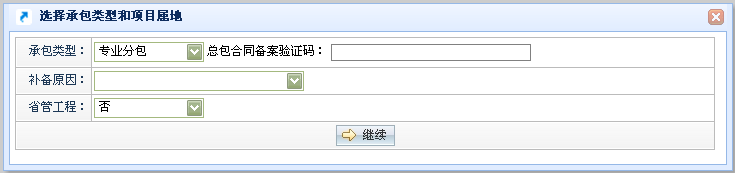 选择承包类型和项目属地
承包类型： 专业分包 总包合同备案验证码：
补备原因：
省管工程： 否
继续